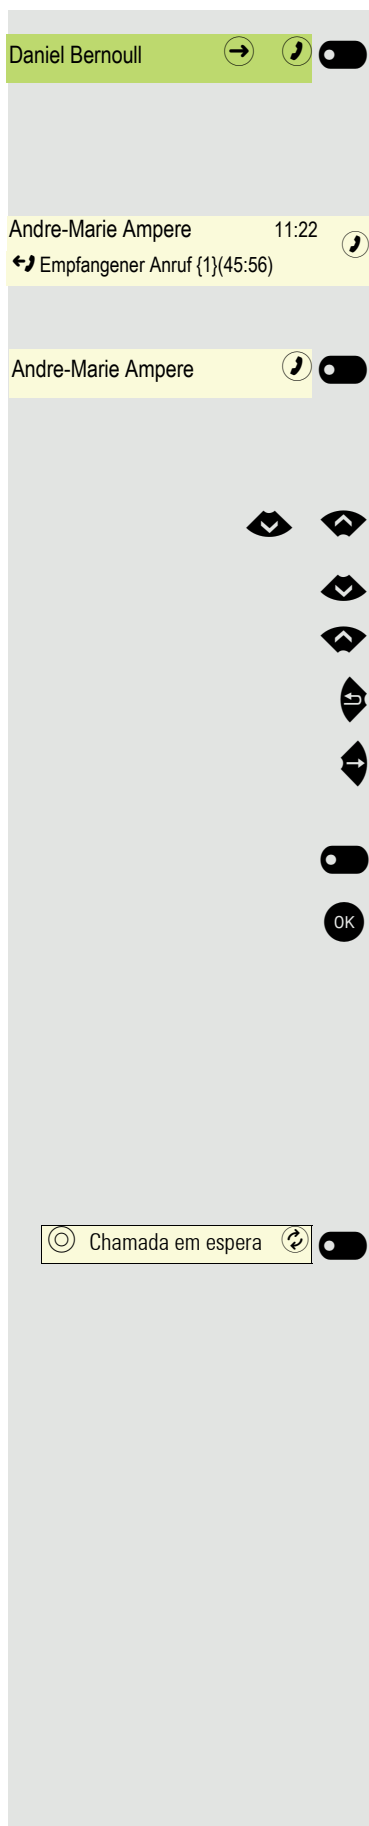 Daniel Bernoull
Andre-Marie Ampere 11:22
Empfangener Anruf {1}(45:56)
Andre-Marie Ampere
OK
Chamada em espera